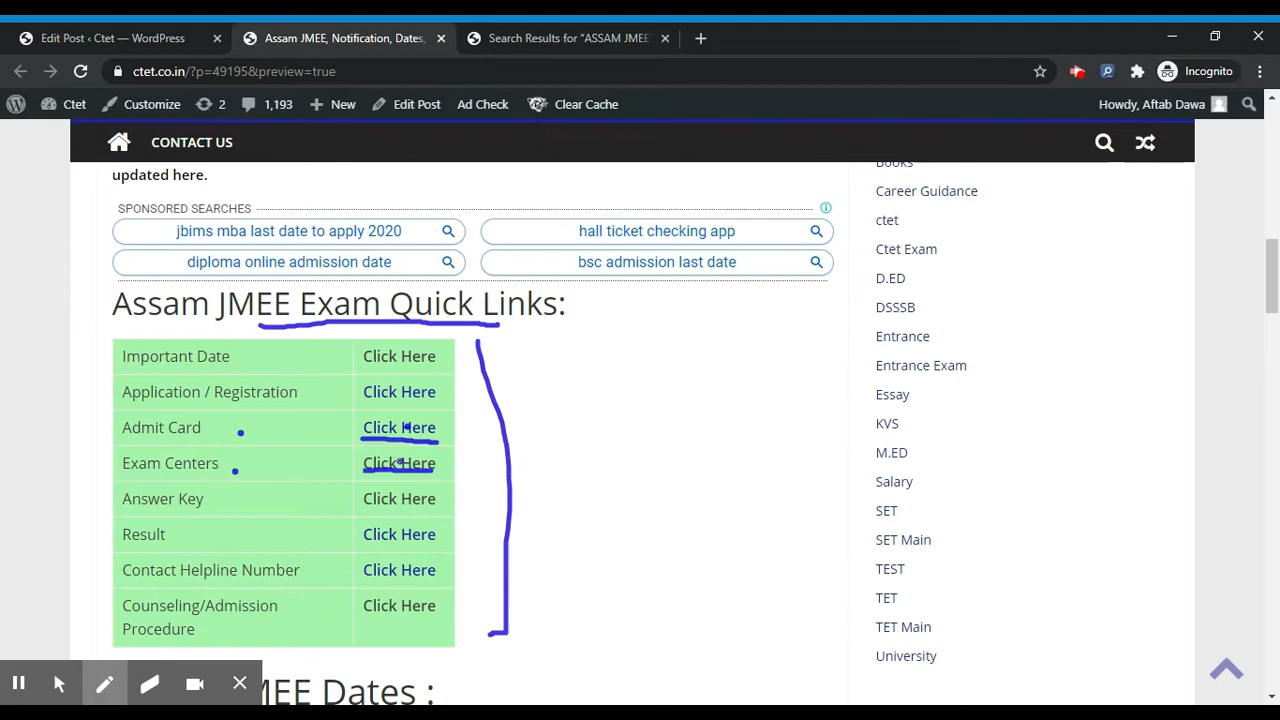 Edit Post ‹ Ctet — WordPress
Assam JMEE, Notification, Dates,
Search Results for "ASSAM JMEE"
ctet.co.in/?p=49195&preview=true
Incognito
Ctet
Customize
2
1,193
New
Edit Post
Ad Check
Clear Cache
Howdy, Aftab Dawa
CONTACT US
updated here.
SPONSORED SEARCHES
jbims mba last date to apply 2020
hall ticket checking app
diploma online admission date
bsc admission last date
Assam JMEE Exam Quick Links:
Important Date Click Here
Application / Registration Click Here
Admit Card Click Here
Exam Centers Click Here
Answer Key Click Here
Result Click Here
Contact Helpline Number Click Here
Counseling/Admission Click Here
Procedure
MEE Dates :
Books
Career Guidance
ctet
Ctet Exam
D.ED
DSSSB
Entrance
Entrance Exam
Essay
KVS
M.ED
Salary
SET
SET Main
TEST
TET
TET Main
University